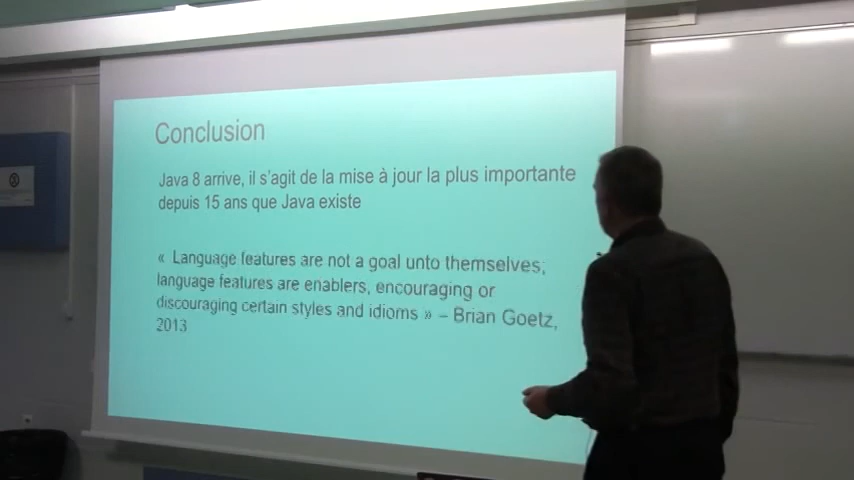 Conclusion
Java 8 arrive, il s'agit de la mise à jour la plus importante
depuis 15 ans que Java existe
« Language features are not a goal unto themselves;
language features are enablers, encouraging or
discouraging certain styles and idioms » – Brian Goetz,
2013